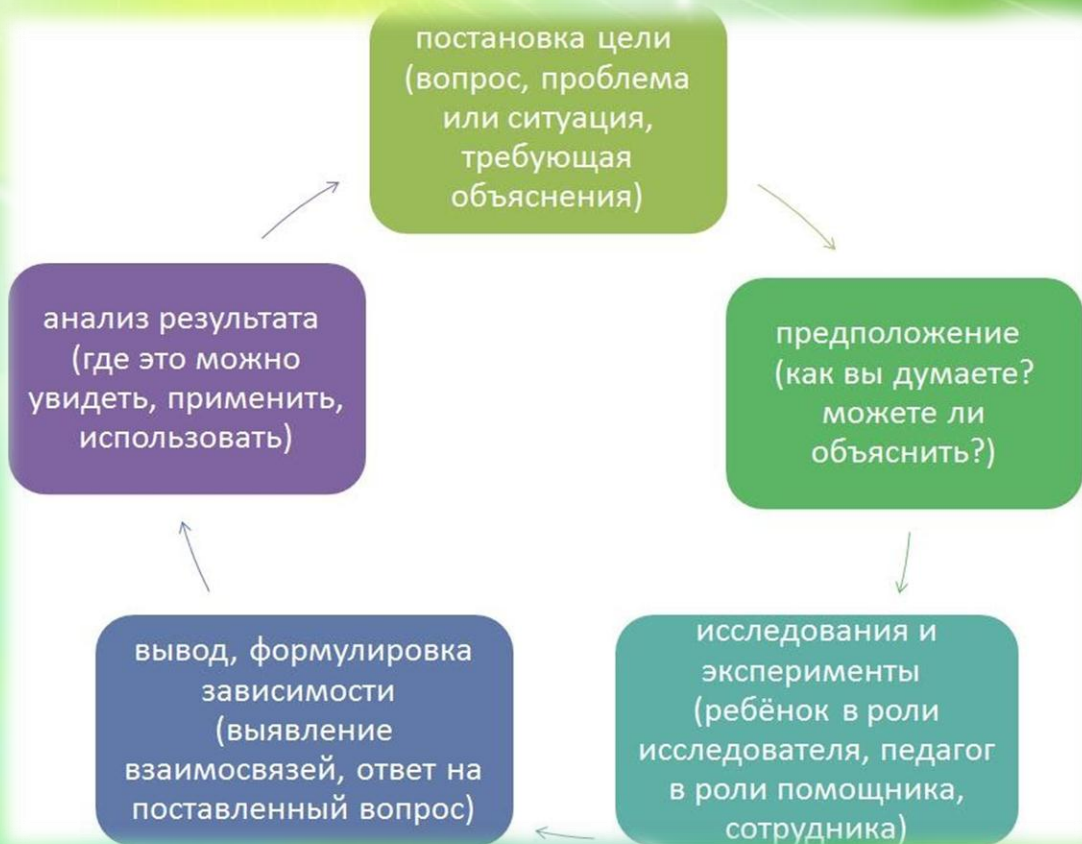 постановка цели
(вопрос, проблема
или ситуация,
требующая
объяснения)
предположение
(как вы думаете?
можете ли
объяснить?)
исследования и
эксперименты
(ребёнок в роли
исследователя, педагог
в роли помощника,
сотрудника)
вывод, формулировка
зависимости
(выявление
взаимосвязей, ответ на
поставленный вопрос)
анализ результата
(где это можно
увидеть, применить,
использовать)